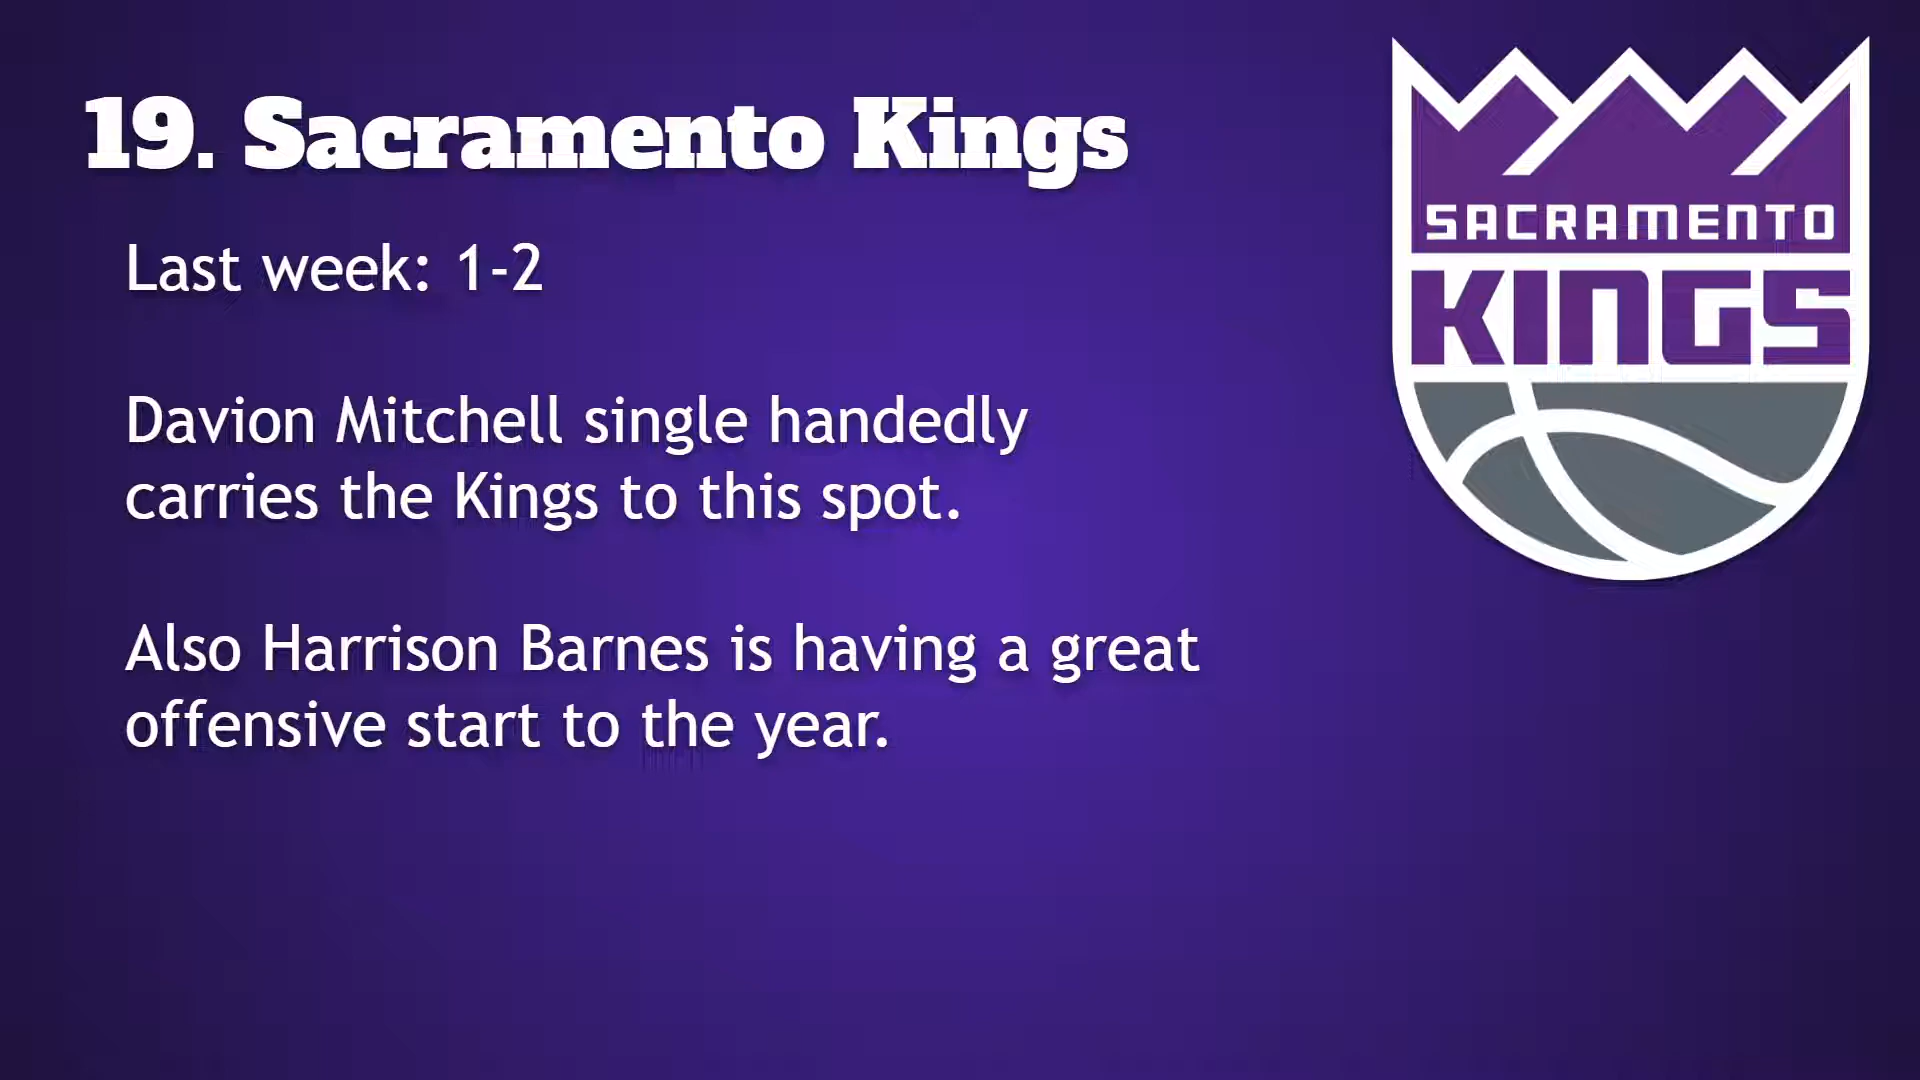 19. Sacramento Kings
Last week: 1-2
Davion Mitchell single handedly
carries the Kings to this spot.
Also Harrison Barnes is having a great
offensive start to the year.
SACRAMENTO
KINGS